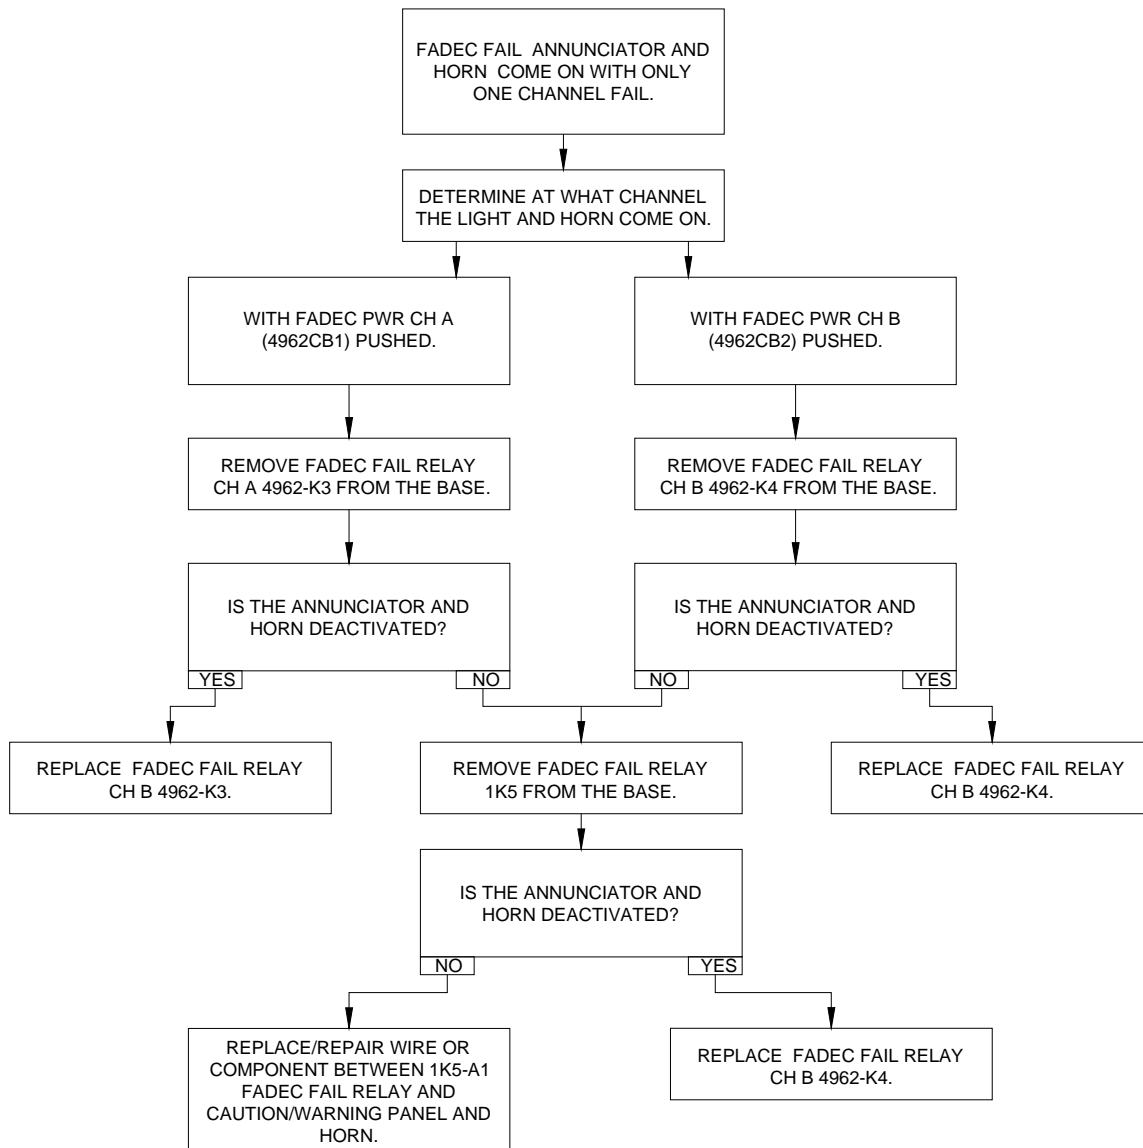 FADEC FAIL ANNUNCIATOR AND
HORN COME ON WITH ONLY
ONE CHANNEL FAIL.
DETERMINE AT WHAT CHANNEL
THE LIGHT AND HORN COME ON.
WITH FADEC PWR CH A
(4962CB1) PUSHED.
WITH FADEC PWR CH B
(4962CB2) PUSHED.
REMOVE FADEC FAIL RELAY
CH A 4962-K3 FROM THE BASE.
REMOVE FADEC FAIL RELAY
CH B 4962-K4 FROM THE BASE.
IS THE ANNUNCIATOR AND
HORN DEACTIVATED?
YES
NO
IS THE ANNUNCIATOR AND
HORN DEACTIVATED?
NO
YES
REPLACE FADEC FAIL RELAY
CH B 4962-K3.
REMOVE FADEC FAIL RELAY
1K5 FROM THE BASE.
REPLACE FADEC FAIL RELAY
CH B 4962-K4.
IS THE ANNUNCIATOR AND
HORN DEACTIVATED?
NO
YES
REPLACE/REPAIR WIRE OR
COMPONENT BETWEEN 1K5-A1
FADEC FAIL RELAY AND
CAUTION/WARNING PANEL AND
HORN.
REPLACE FADEC FAIL RELAY
CH B 4962-K4.